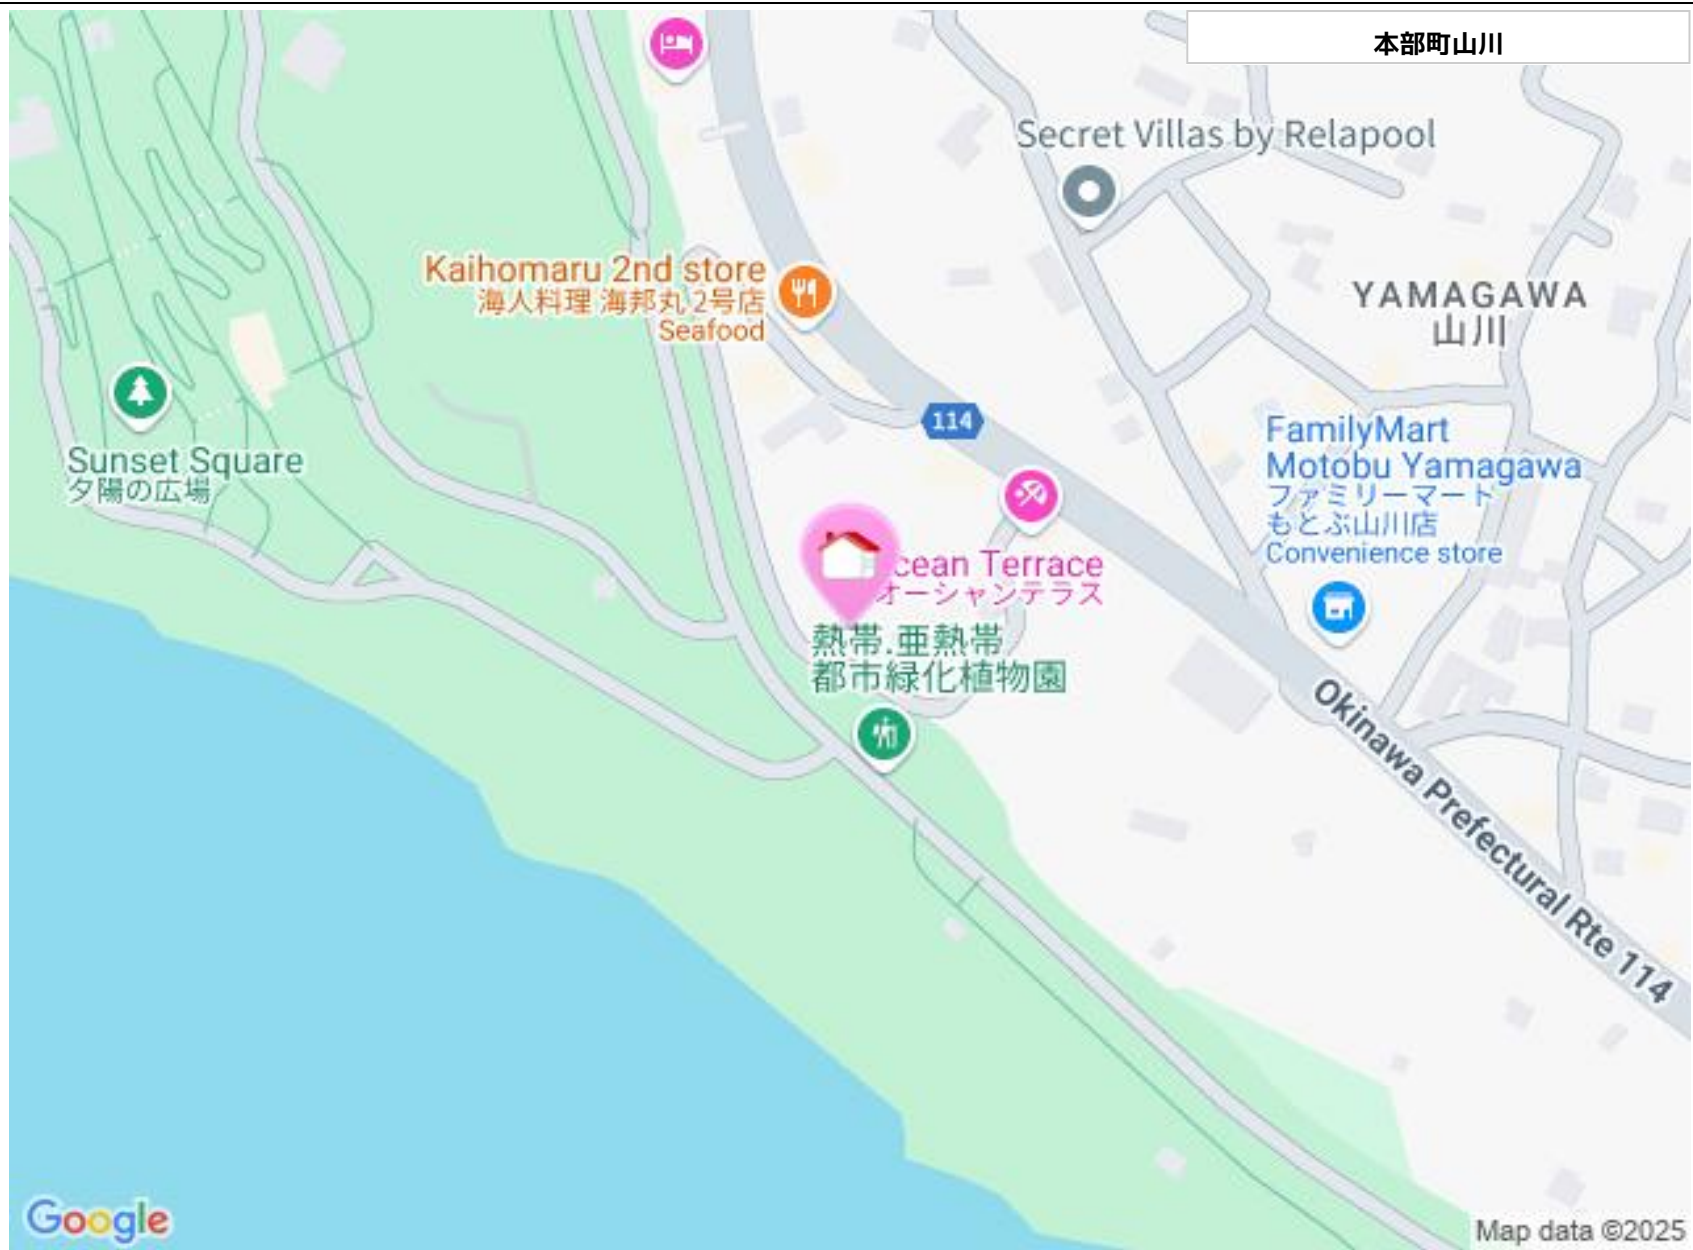 本部町山川
Secret Villas by Relapool
Kaihomaru 2nd store
海人料理 海邦丸 2号店
Seafood
YAMAGAWA
山川
114
FamilyMart
Motobu Yamagawa
ファミリーマート
もとぶ山川店
Convenience store
Sunset Square
夕陽の広場
cean Terrace
オーシャンテラス
熱帯.亜熱帯
都市緑化植物園
Okinawa Prefectural Rte 114
Google
Map data ©2025